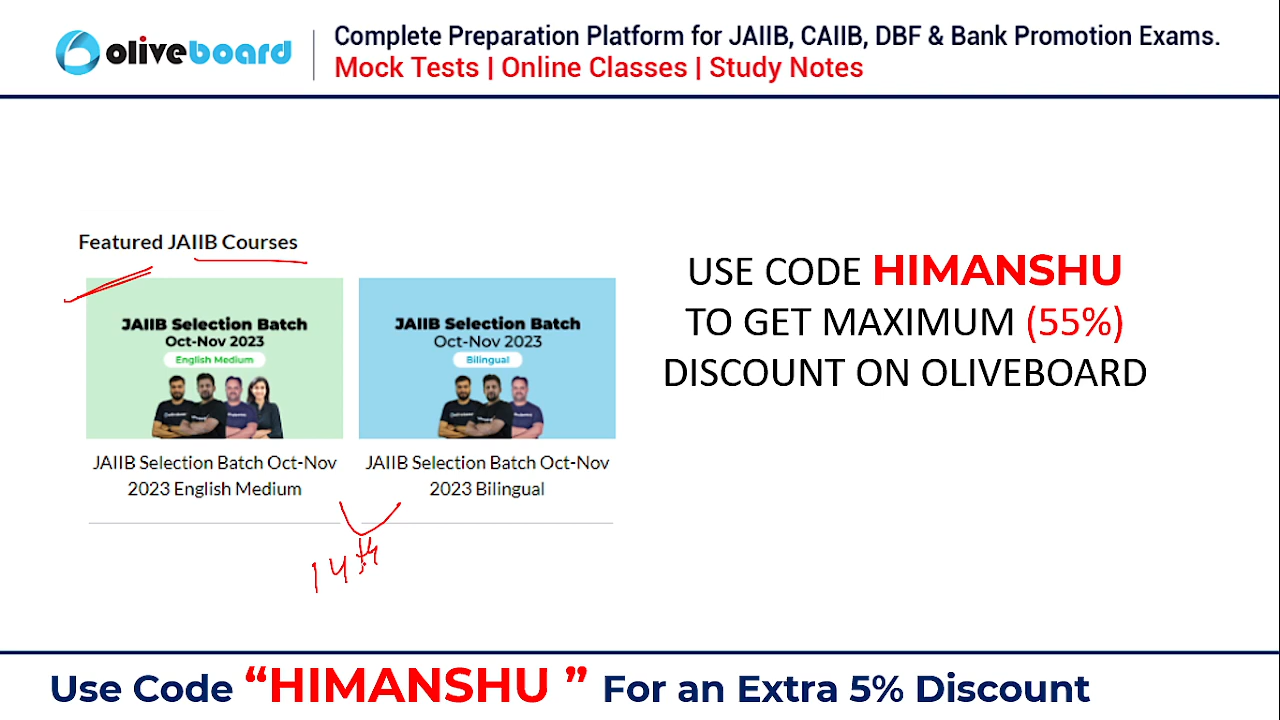 oliveboard
Complete Preparation Platform for JAIIB, CAIIB, DBF & Bank Promotion Exams.
Mock Tests | Online Classes | Study Notes
Featured JAIIB Courses
JAIIB Selection Batch
Oct-Nov 2023
English Medium
JAIIB Selection Batch Oct-Nov
2023 English Medium
JAIIB Selection Batch
Oct-Nov 2023
Bilingual
JAIIB Selection Batch Oct-Nov
2023 Bilingual
14th
USE CODE HIMANSHU
TO GET MAXIMUM (55%)
DISCOUNT ON OLIVEBOARD
Use Code “HIMANSHU ” For an Extra 5% Discount